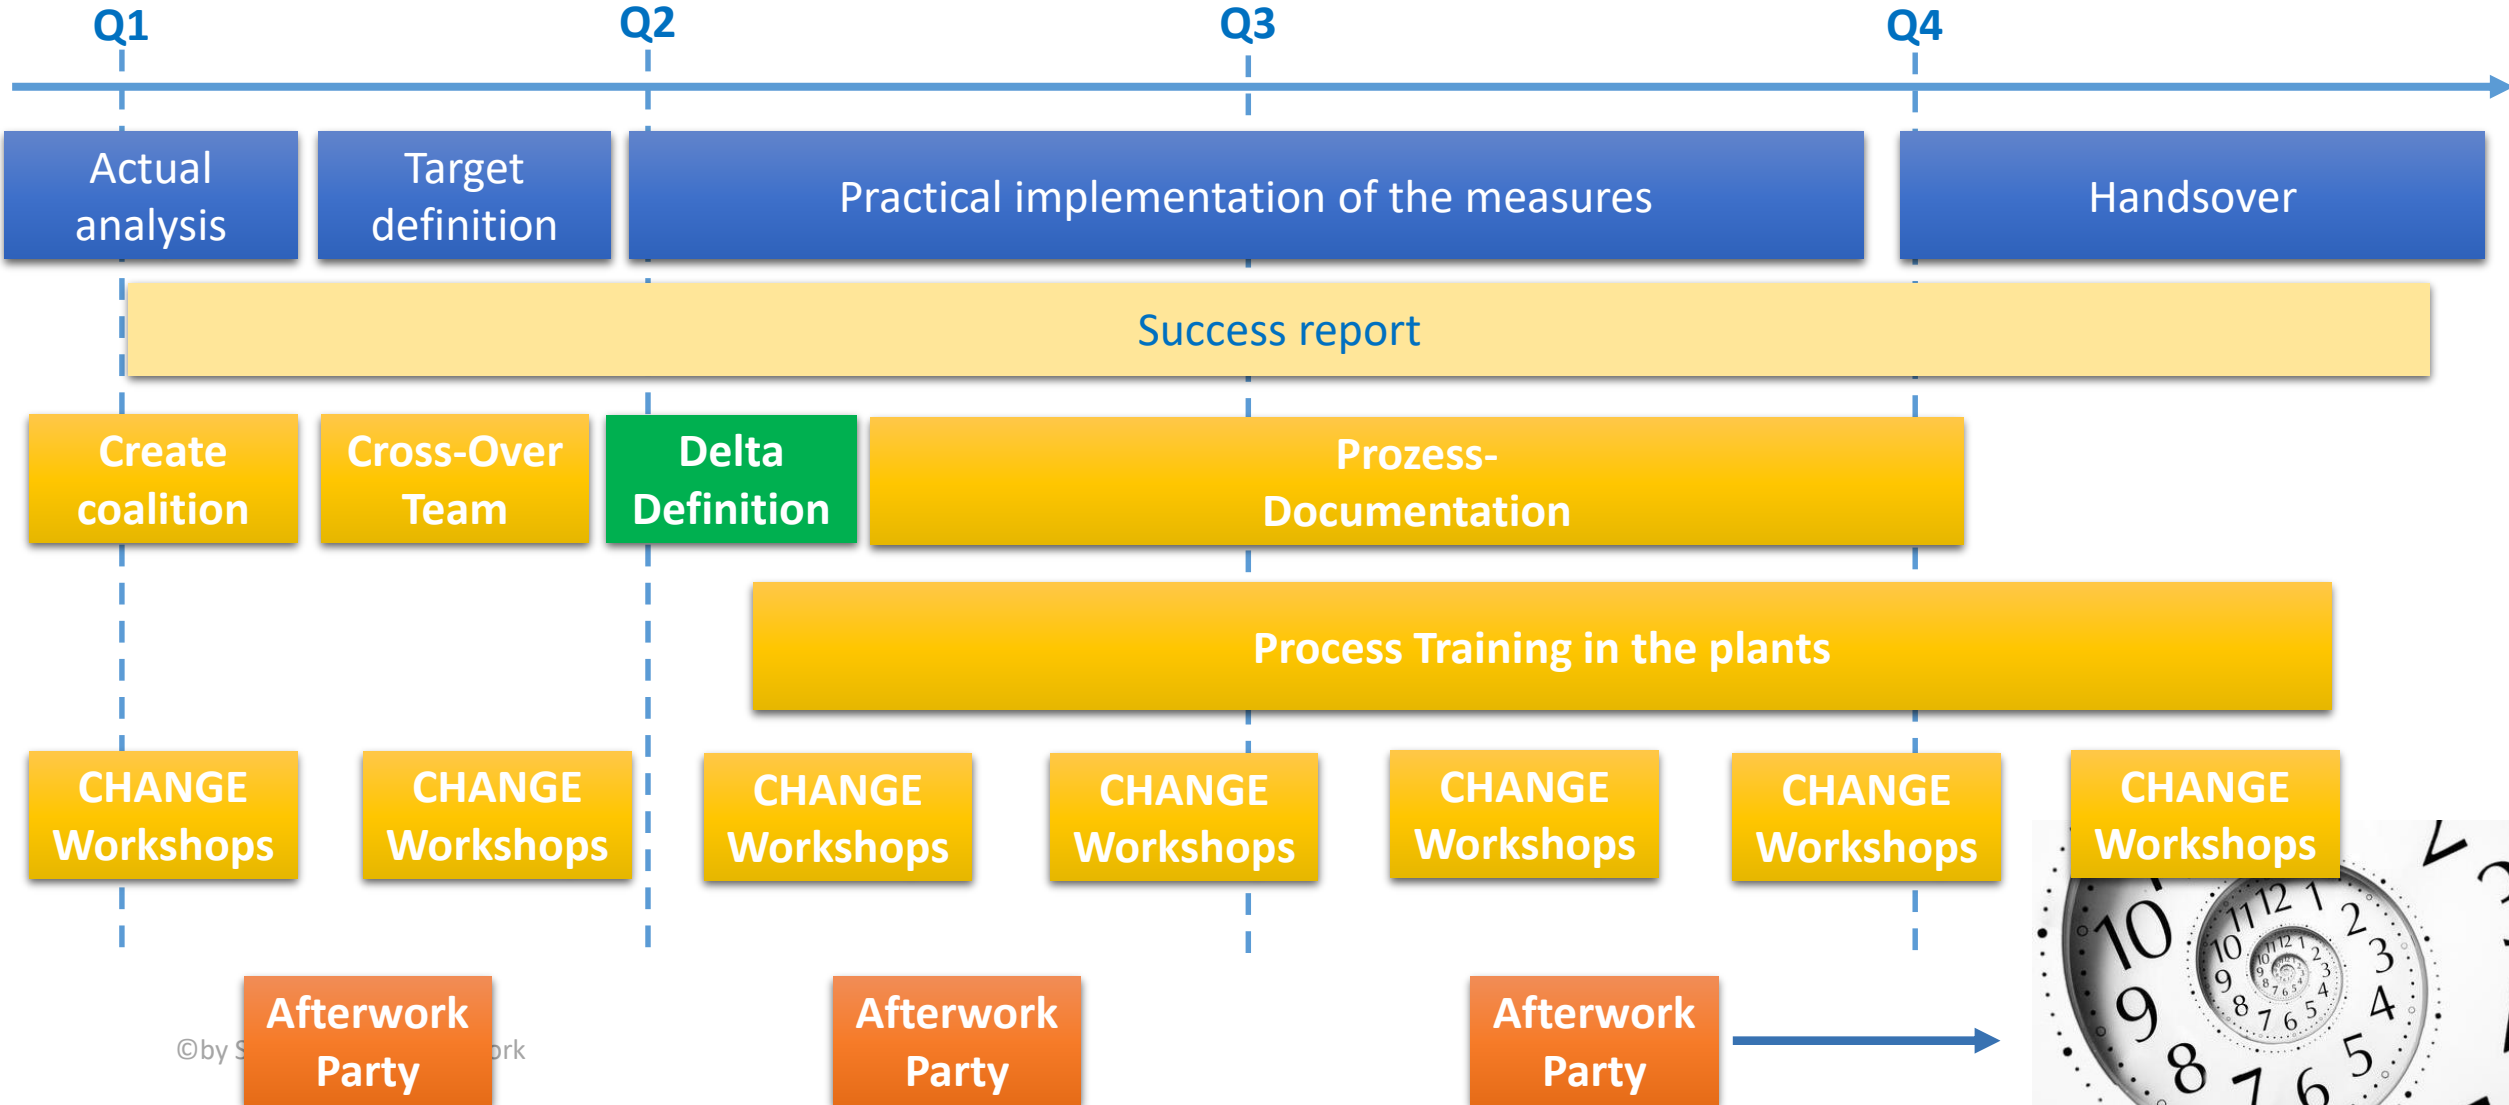 Q1 Q2 Q3 Q4
Actual
analysis
Target
definition
Practical implementation of the measures
Handsover
Success report
Create
coalition
Cross-Over
Team
Delta
Definition
Prozess-
Documentation
Process Training in the plants
CHANGE
Workshops
CHANGE
Workshops
CHANGE
Workshops
CHANGE
Workshops
CHANGE
Workshops
CHANGE
Workshops
CHANGE
Workshops
Afterwork
Party
Afterwork
Party
Afterwork
Party
©by